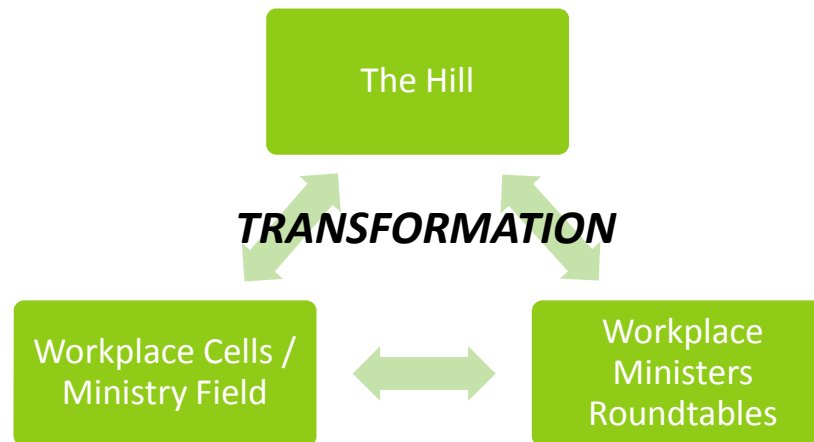 The Hill
TRANSFORMATION
Workplace Cells /
Ministry Field
Workplace
Ministers
Roundtables